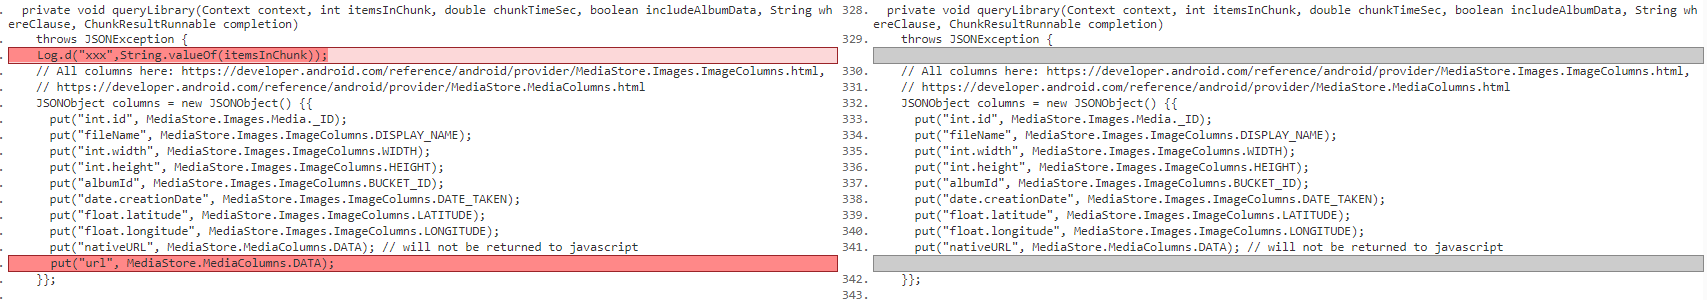 private void queryLibrary(Context context, int itemsInChunk, double chunkTimeSec, boolean includeAlbumData, String wh
ereClause, ChunkResultRunnable completion)
throws JSONException {
Log.d("xxx",String.valueOf(itemsInChunk));
// All columns here: https://developer.android.com/reference/android/provider/MediaStore.Images.ImageColumns.html,
// https://developer.android.com/reference/android/provider/MediaStore.MediaColumns.html
JSONObject columns = new JSONObject() {{
put("int.id", MediaStore.Images.Media._ID);
put("fileName", MediaStore.Images.ImageColumns.DISPLAY_NAME);
put("int.width", MediaStore.Images.ImageColumns.WIDTH);
put("int.height", MediaStore.Images.ImageColumns.HEIGHT);
put("albumId", MediaStore.Images.ImageColumns.BUCKET_ID);
put("date.creationDate", MediaStore.Images.ImageColumns.DATE_TAKEN);
put("float.latitude", MediaStore.Images.ImageColumns.LATITUDE);
put("float.longitude", MediaStore.Images.ImageColumns.LONGITUDE);
put("nativeURL", MediaStore.MediaColumns.DATA); // will not be returned to javascript
put("url", MediaStore.MediaColumns.DATA);
}};
328. private void queryLibrary(Context context, int itemsInChunk, double chunkTimeSec, boolean includeAlbumData, String wh
ereClause, ChunkResultRunnable completion)
329. throws JSONException {
330. // All columns here: https://developer.android.com/reference/android/provider/MediaStore.Images.ImageColumns.html,
331. // https://developer.android.com/reference/android/provider/MediaStore.MediaColumns.html
332. JSONObject columns = new JSONObject() {{
333. put("int.id", MediaStore.Images.Media._ID);
334. put("fileName", MediaStore.Images.ImageColumns.DISPLAY_NAME);
335. put("int.width", MediaStore.Images.ImageColumns.WIDTH);
336. put("int.height", MediaStore.Images.ImageColumns.HEIGHT);
337. put("albumId", MediaStore.Images.ImageColumns.BUCKET_ID);
338. put("date.creationDate", MediaStore.Images.ImageColumns.DATE_TAKEN);
339. put("float.latitude", MediaStore.Images.ImageColumns.LATITUDE);
340. put("float.longitude", MediaStore.Images.ImageColumns.LONGITUDE);
341. put("nativeURL", MediaStore.MediaColumns.DATA); // will not be returned to javascript
342. }};
343.